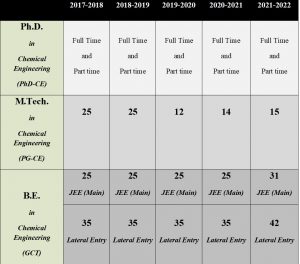 2017-2018 2018-2019 2019-2020 2020-2021 2021-2022
Ph.D.
in
Chemical
Engineering
(PhD-CE)
Full Time Full Time Full Time Full Time Full Time
and and and and and
Part time Part time Part time Part time Part time
M.Tech.
in
Chemical
Engineering
(PG-CE)
25 25 12 14 15
B.E.
in
Chemical
Engineering
(GCT)
25 25 25 25 31
JEE (Main) JEE (Main) JEE (Main) JEE (Main) JEE (Main)
35 35 35 35 42
Lateral Entry Lateral Entry Lateral Entry Lateral Entry Lateral Entry